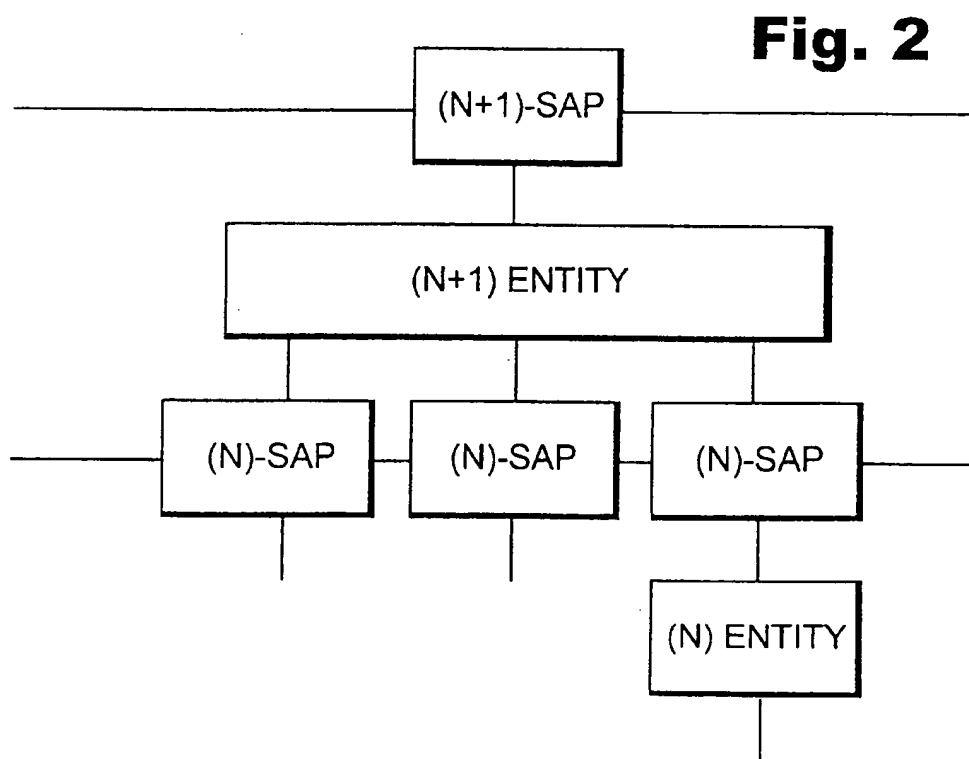 Fig. 2
(N+1)-SAP
(N+1) ENTITY
(N)-SAP
(N)-SAP
(N)-SAP
(N) ENTITY